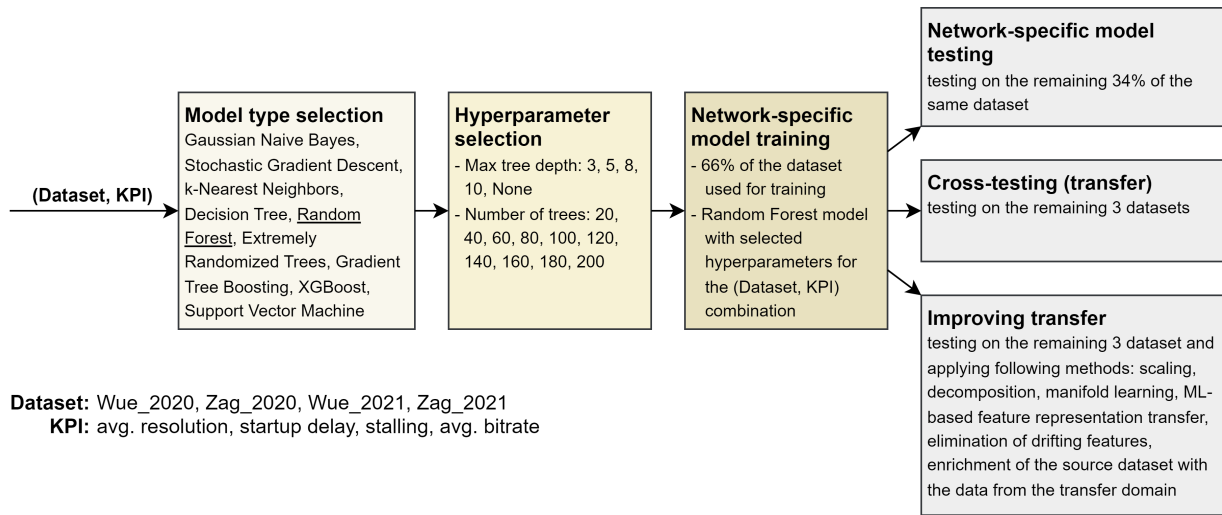 (Dataset, KPI)
Model type selection
Gaussian Naive Bayes,
Stochastic Gradient Descent,
k-Nearest Neighbors,
Decision Tree, Random
Forest, Extremely
Randomized Trees, Gradient
Tree Boosting, XGBoost,
Support Vector Machine
Hyperparameter
selection
- Max tree depth: 3, 5, 8,
10, None
- Number of trees: 20,
40, 60, 80, 100, 120,
140, 160, 180, 200
Network-specific
model training
- 66% of the dataset
used for training
- Random Forest model
with selected
hyperparameters for
the (Dataset, KPI)
combination
Network-specific model
testing
testing on the remaining 34% of the
same dataset
Cross-testing (transfer)
testing on the remaining 3 datasets
Improving transfer
testing on the remaining 3 dataset and
applying following methods: scaling,
decomposition, manifold learning, ML-
based feature representation transfer,
elimination of drifting features,
enrichment of the source dataset with
the data from the transfer domain
Dataset: Wue_2020, Zag_2020, Wue_2021, Zag_2021
KPI: avg. resolution, startup delay, stalling, avg. bitrate